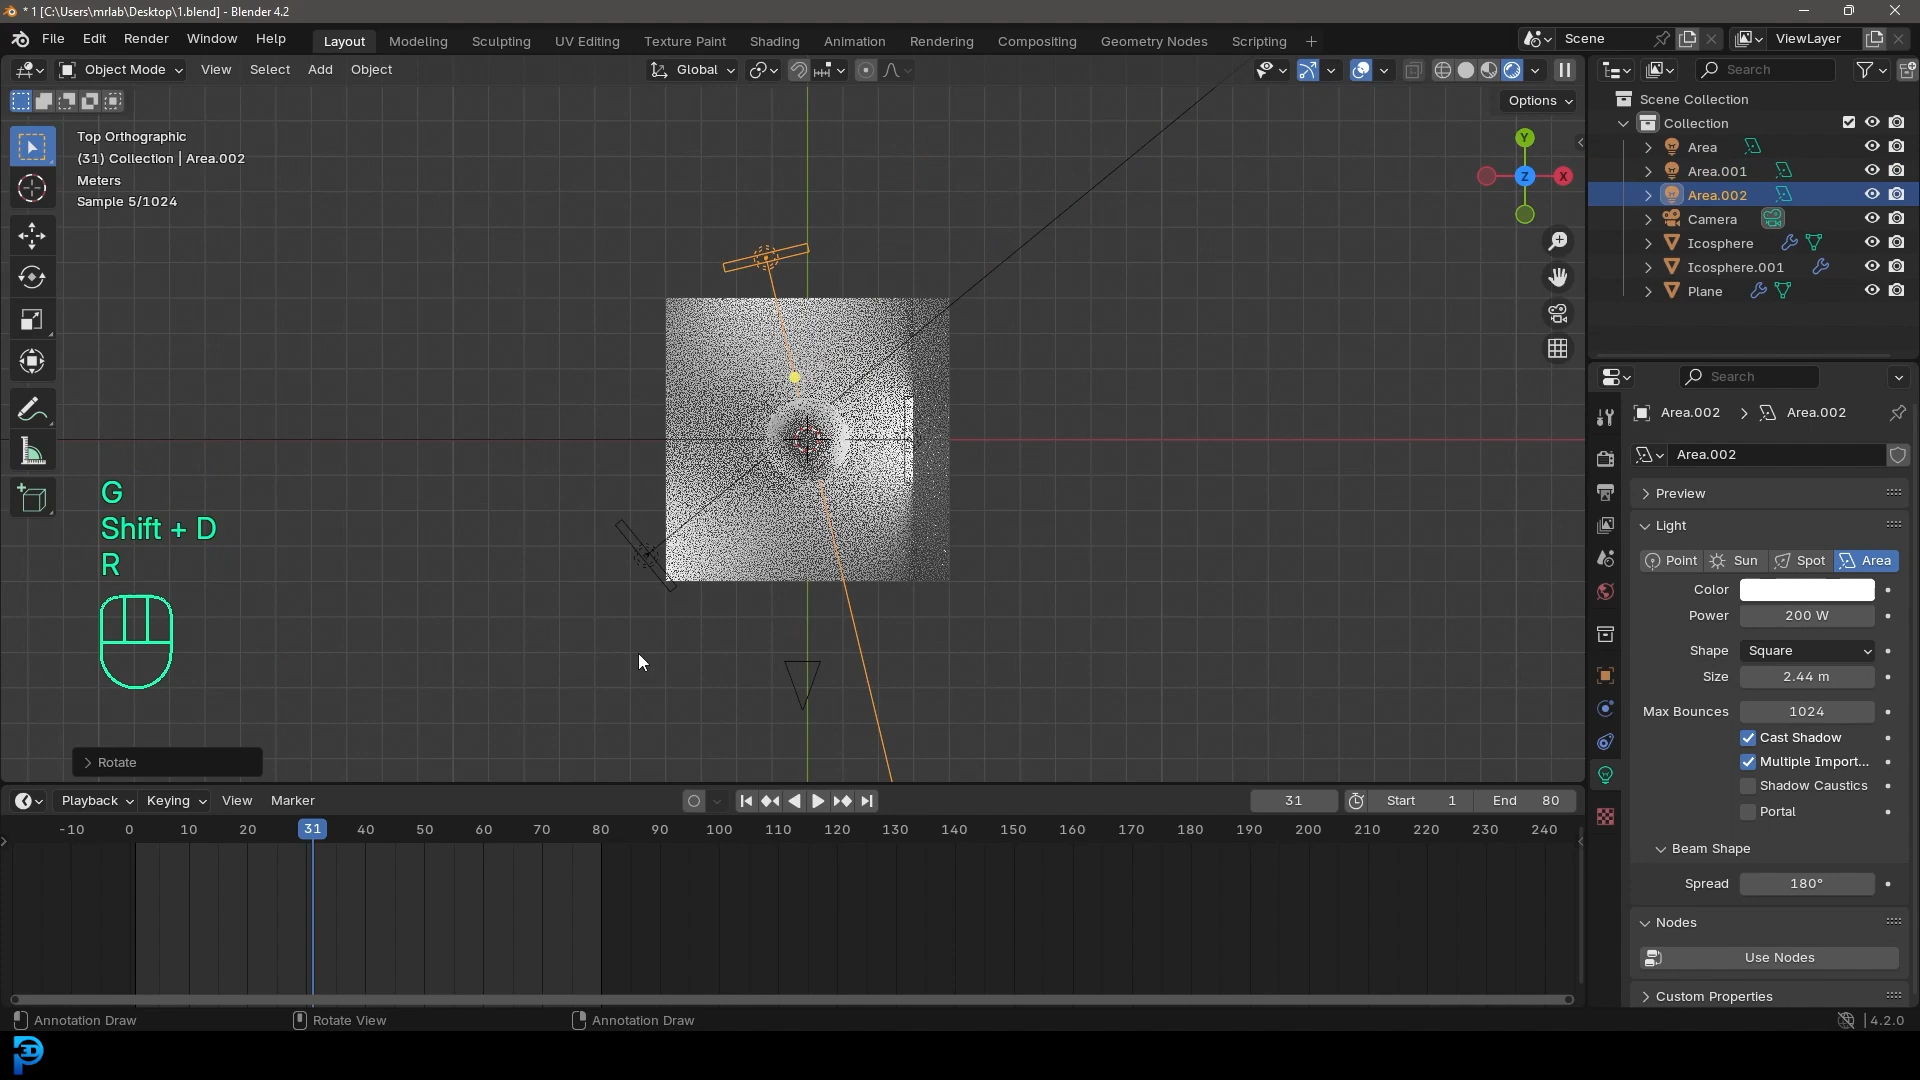 * 1 [C:\Users\mrlab\Desktop\1.blend] - Blender 4.2
File Edit Render Window Help
Layout Modeling Sculpting UV Editing Texture Paint Shading Animation Rendering Compositing Geometry Nodes Scripting +
Scene
ViewLayer
Object Mode View Select Add Object
Global
Search
Options
Top Orthographic
(31) Collection | Area.002
Meters
Sample 5/1024
Y
Z
X
G
Shift + D
R
Rotate
Scene Collection
Collection
Area
Area.001
Area.002
Camera
Icosphere
Icosphere.001
Plane
Search
Area.002 > Area.002
Area.002
Preview
Light
Point Sun Spot Area
Color
Power 200 W
Shape Square
Size 2.44 m
Max Bounces 1024
Cast Shadow
Multiple Import...
Shadow Caustics
Portal
Beam Shape
Spread 180°
Nodes
Use Nodes
Custom Properties
Playback Keying View Marker
31
Start 1
End 80
-10 0 10 20 31 40 50 60 70 80 90 100 110 120 130 140 150 160 170 180 190 200 210 220 230 240
Annotation Draw
Rotate View
Annotation Draw
4.2.0